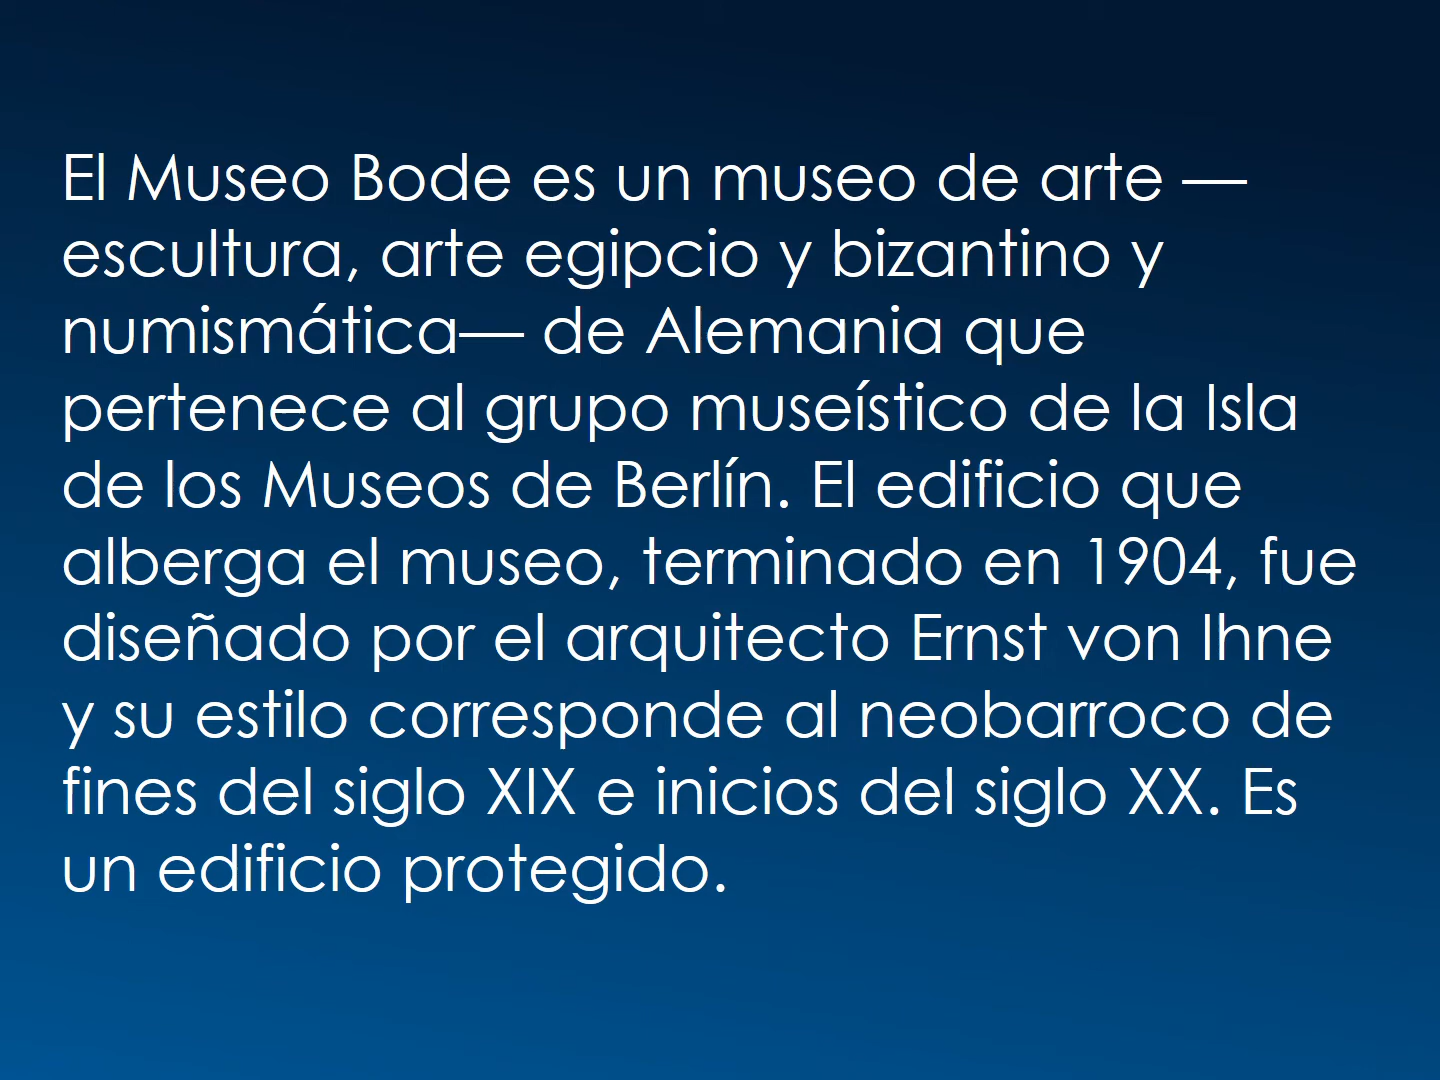 El Museo Bode es un museo de arte —
escultura, arte egipcio y bizantino y
numismática— de Alemania que
pertenece al grupo museístico de la Isla
de los Museos de Berlín. El edificio que
alberga el museo, terminado en 1904, fue
diseñado por el arquitecto Ernst von Ihne
y su estilo corresponde al neobarroco de
fines del siglo XIX e inicios del siglo XX. Es
un edificio protegido.